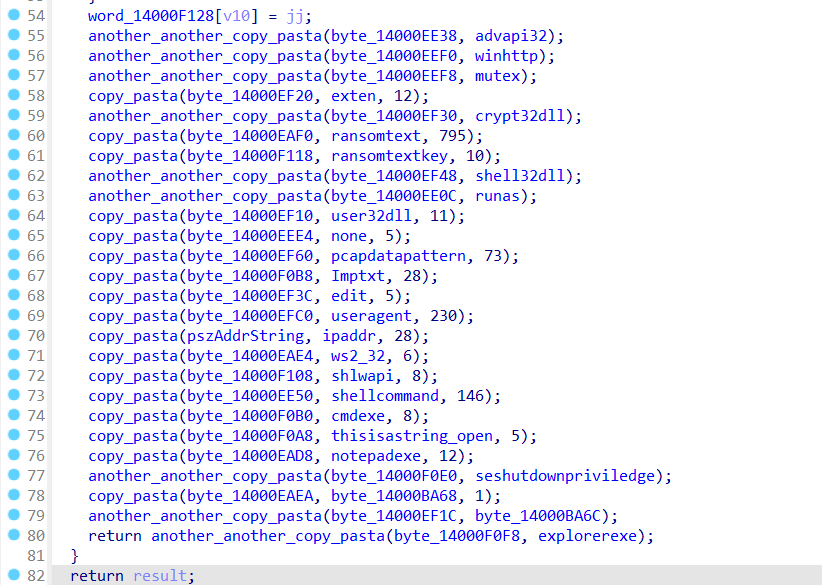 54 word_14000F128[v10] = jj;
55 another_another_copy_pasta(byte_14000EE38, advapi32);
56 another_another_copy_pasta(byte_14000EEF0, winhttp);
57 another_another_copy_pasta(byte_14000EEF8, mutex);
58 copy_pasta(byte_14000EF20, exten, 12);
59 another_another_copy_pasta(byte_14000EF30, crypt32dll);
60 copy_pasta(byte_14000EAF0, ransomtext, 795);
61 copy_pasta(byte_14000F118, ransomtextkey, 10);
62 another_another_copy_pasta(byte_14000EF48, shell32dll);
63 another_another_copy_pasta(byte_14000EE0C, runas);
64 copy_pasta(byte_14000EF10, user32dll, 11);
65 copy_pasta(byte_14000EEE4, none, 5);
66 copy_pasta(byte_14000EF60, pcapdatapattern, 73);
67 copy_pasta(byte_14000F0B8, Imptxt, 28);
68 copy_pasta(byte_14000EF3C, edit, 5);
69 copy_pasta(byte_14000EFC0, useragent, 230);
70 copy_pasta(pszAddrString, ipaddr, 28);
71 copy_pasta(byte_14000EAE4, ws2_32, 6);
72 copy_pasta(byte_14000F108, shlwapi, 8);
73 copy_pasta(byte_14000EE50, shellcommand, 146);
74 copy_pasta(byte_14000F0B0, cmdexe, 8);
75 copy_pasta(byte_14000F0A8, thisisastring_open, 5);
76 copy_pasta(byte_14000EAD8, notepadexe, 12);
77 another_another_copy_pasta(byte_14000F0E0, seshutdownpriviledge);
78 copy_pasta(byte_14000EAEA, byte_14000BA68, 1);
79 another_another_copy_pasta(byte_14000EF1C, byte_14000BA6C);
80 return another_another_copy_pasta(byte_14000F0F8, explorerexe);
81 }
82 return result;